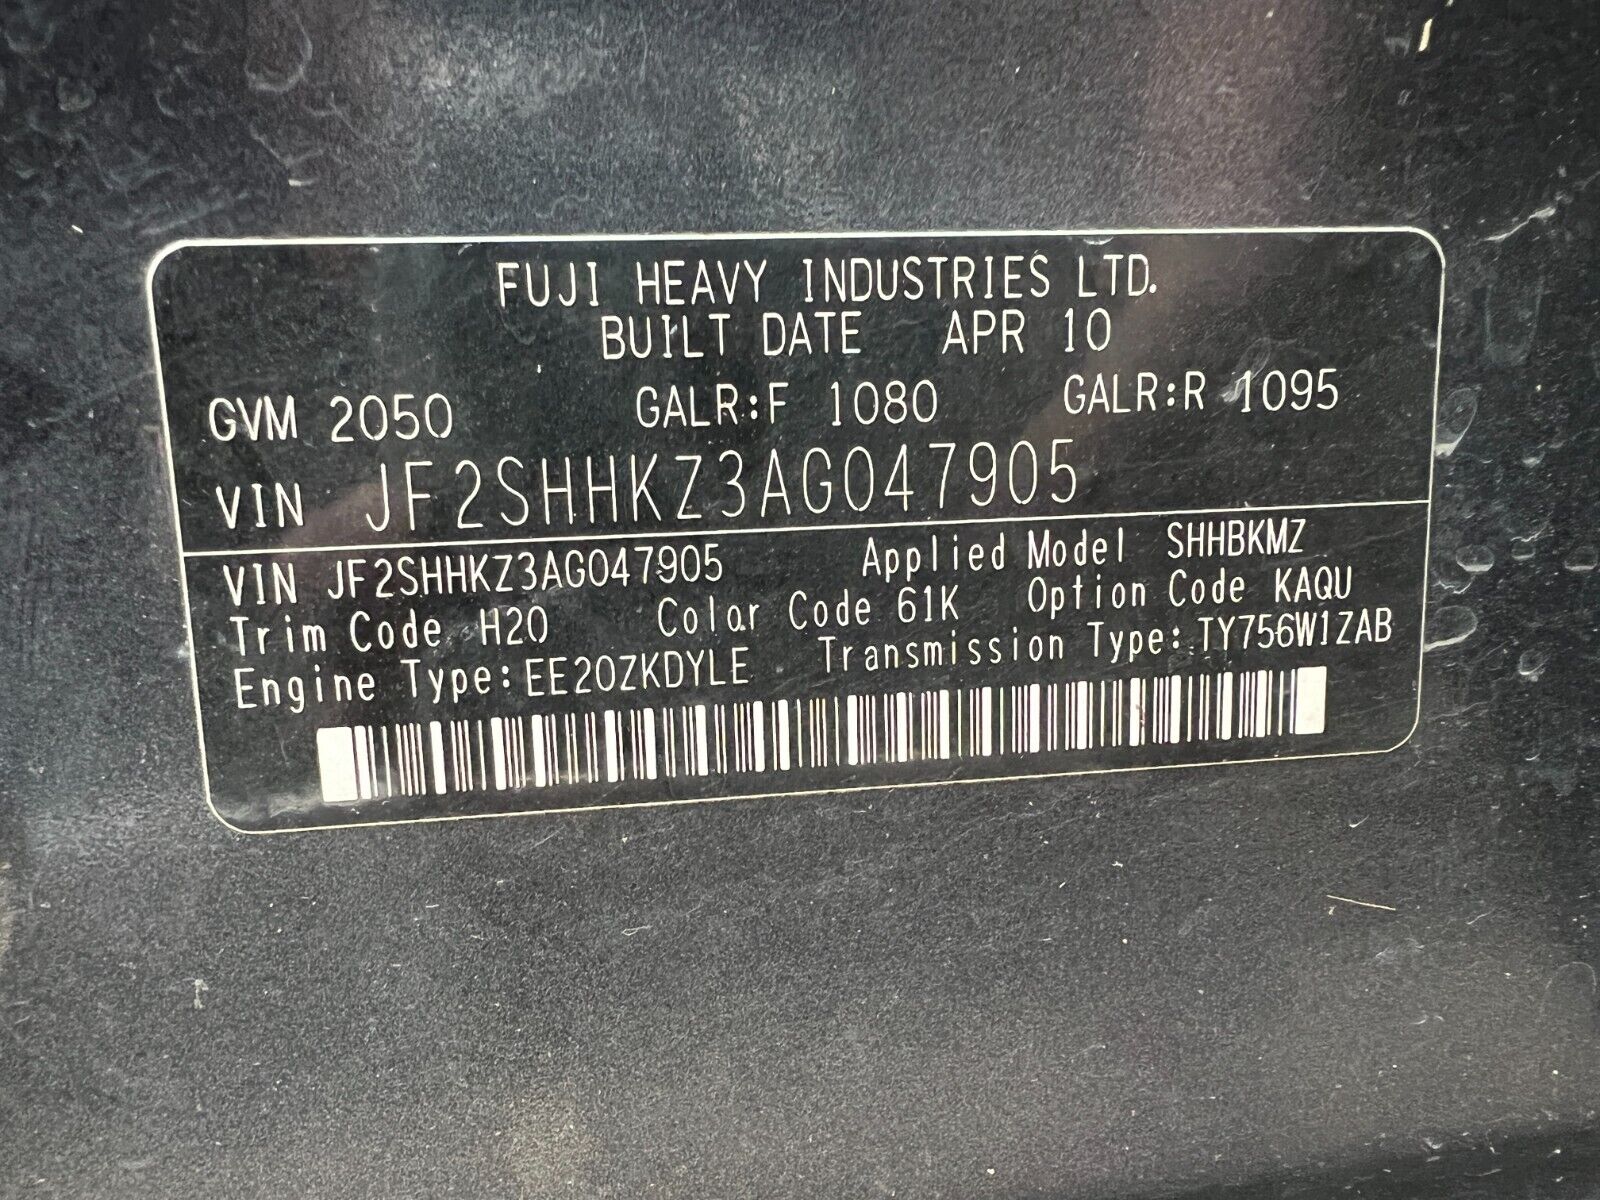 FUJI HEAVY INDUSTRIES LTD.
BUILT DATE APR 10
GVM 2050 GALR:F 1080 GALR:R 1095
VIN JF2SHHKZ3AG047905
VIN JF2SHHKZ3AG047905 Applied Model SHHBKMZ
Trim Code H20 Color Code 61K Option Code KAQU
Engine Type:EE20ZKDYLE Transmission Type:TY756W1ZAB